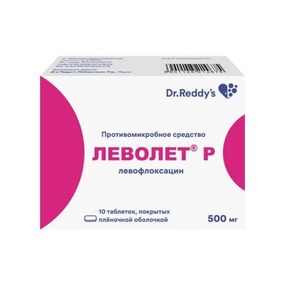 Dr.Reddy's
Противомикробное средство
ЛЕВОЛЕТ® Р
левофлоксацин
10 таблеток, покрытых
плёночной оболочкой
500 мг